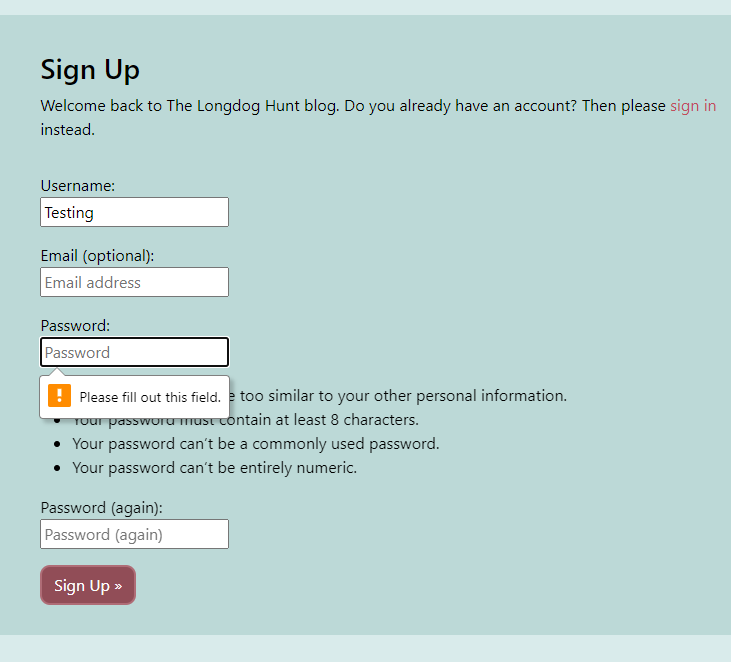 Sign Up
Welcome back to The Longdog Hunt blog. Do you already have an account? Then please sign in
instead.
Username:
Testing
Email (optional):
Email address
Password:
Password
Please fill out this field.
too similar to your other personal information.
Your password must contain at least 8 characters.
Your password can’t be a commonly used password.
Your password can’t be entirely numeric.
Password (again):
Password (again)
Sign Up »